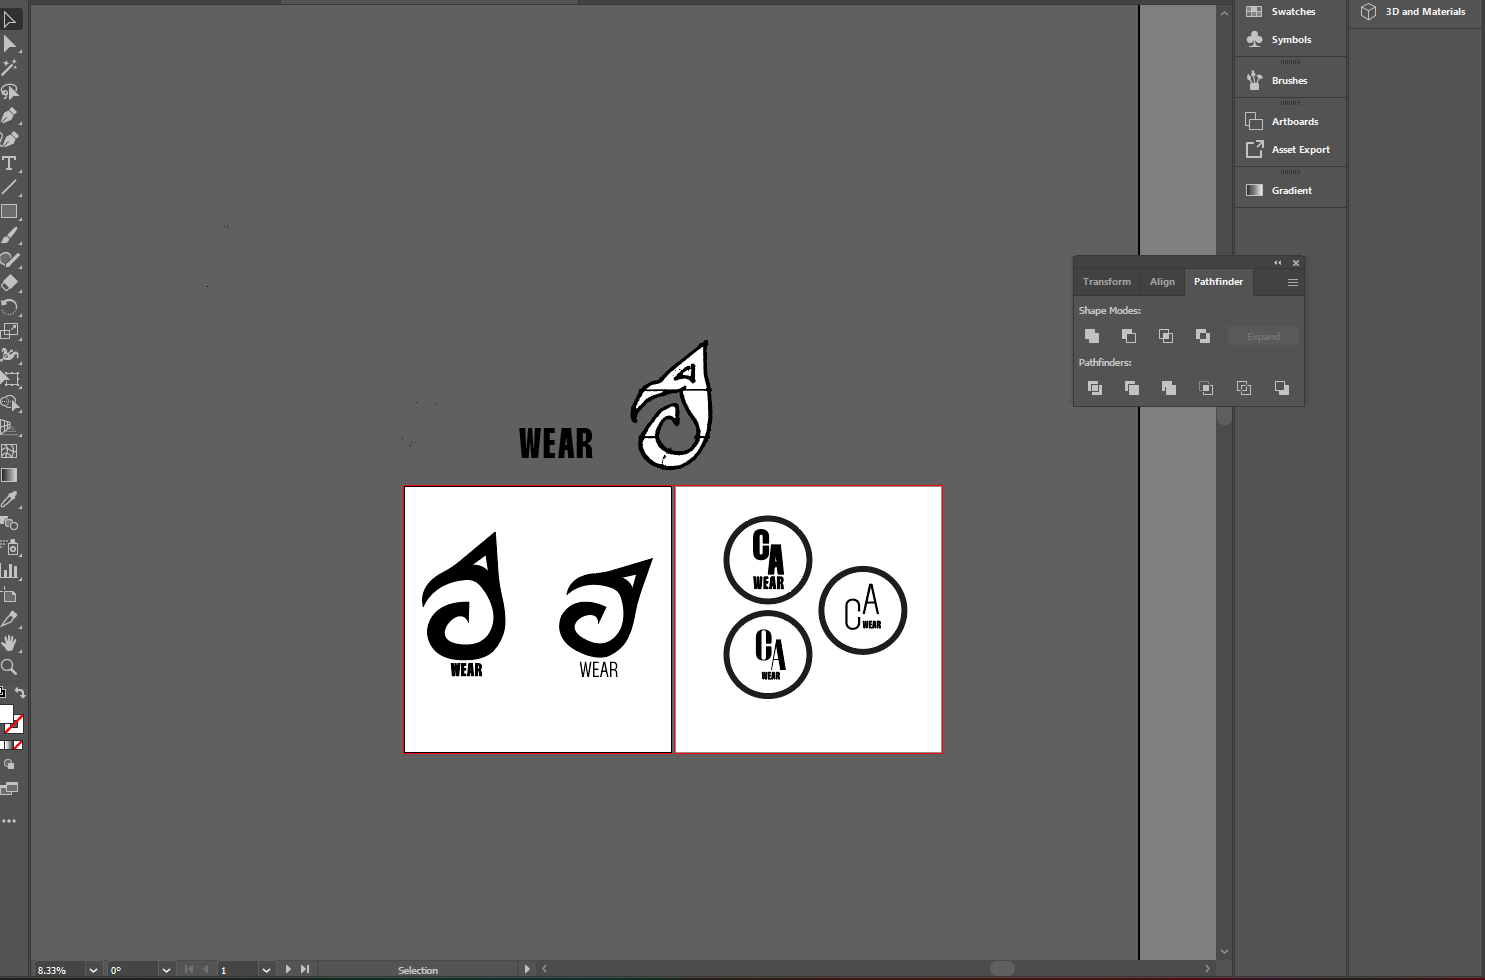 Swatches
3D and Materials
Symbols
Brushes
Artboards
Asset Export
Gradient
Transform Align Pathfinder
Shape Modes:
Expand
Pathfinders:
WEAR
WEAR
WEAR
CA
WEAR
CA
WEAR
CA
WEAR
8.33% 0° 1 Selection